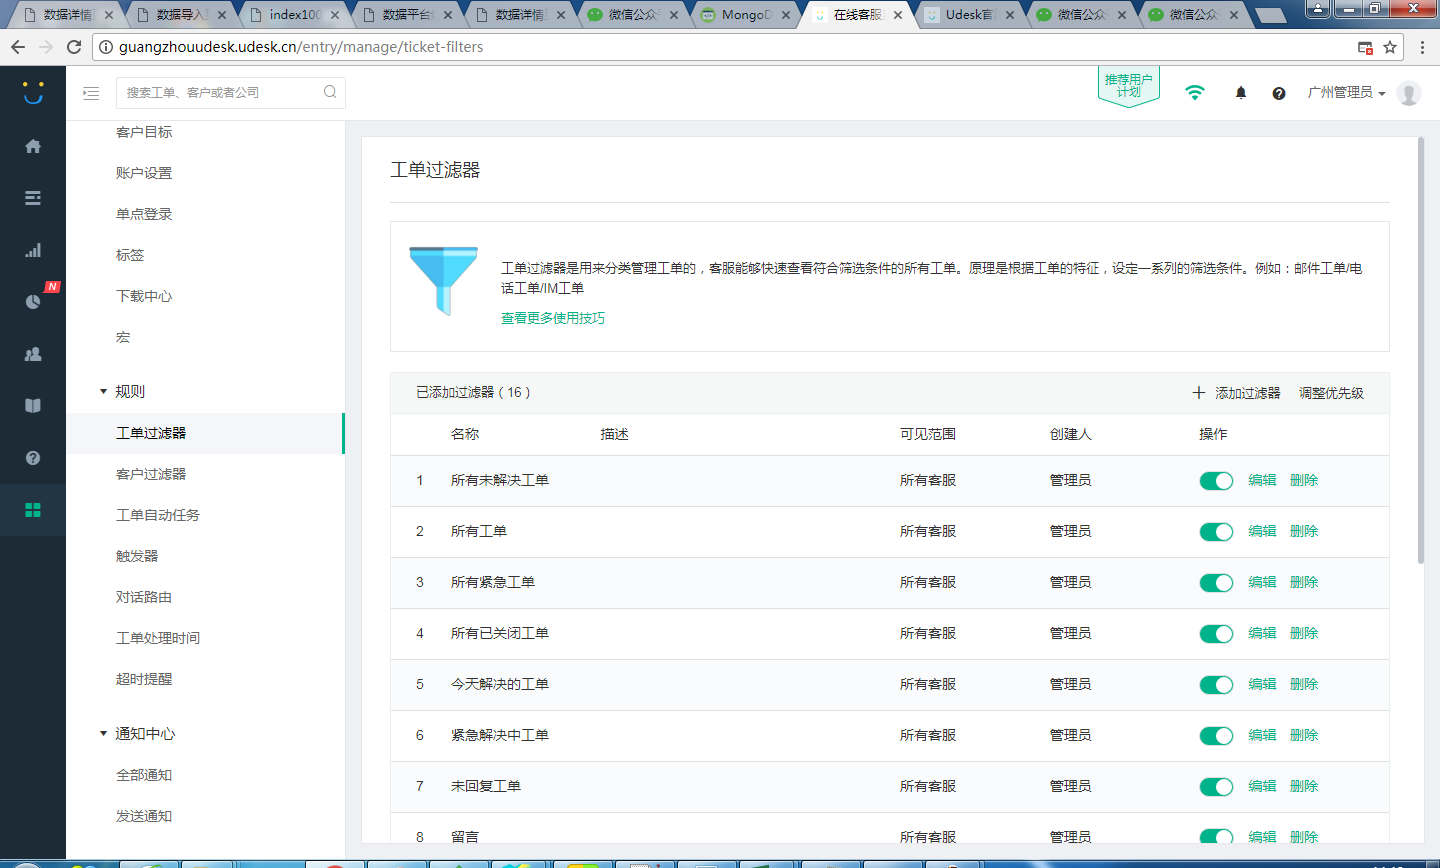 数据详情
数据导入
index100
数据平台
数据详情
微信公众
MongoD
在线客服
Udesk官
微信公众
微信公众
guangzhouudesk.udesk.cn/entry/manage/ticket-filters
搜索工单、客户或者公司
推荐用户
计划
广州管理员
N
客户目标
账户设置
单点登录
标签
下载中心
宏
规则
工单过滤器
客户过滤器
工单自动任务
触发器
对话路由
工单处理时间
超时提醒
通知中心
全部通知
发送通知
工单过滤器
工单过滤器是用来分类管理工单的，客服能够快速查看符合筛选条件的所有工单。原理是根据工单的特征，设定一系列的筛选条件。例如：邮件工单/电
话工单/IM工单
查看更多使用技巧
已添加过滤器（16）
添加过滤器 调整优先级
名称 描述 可见范围 创建人 操作
1 所有未解决工单 所有客服 管理员 编辑 删除
2 所有工单 所有客服 管理员 编辑 删除
3 所有紧急工单 所有客服 管理员 编辑 删除
4 所有已关闭工单 所有客服 管理员 编辑 删除
5 今天解决的工单 所有客服 管理员 编辑 删除
6 紧急解决中工单 所有客服 管理员 编辑 删除
7 未回复工单 所有客服 管理员 编辑 删除
8 留言 所有客服 管理员 编辑 删除